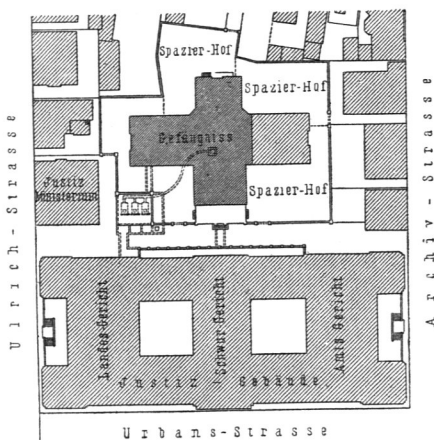 Spazier-Hof
Spazier-Hof
Gefängniss
Justiz
Ministerium
Spazier-Hof
Ullrich-Strasse
Archiv-Strasse
Landes-Gericht
Schwur-Gericht
Amts Gericht
Justiz - Gebäude.
Urbans-Strasse